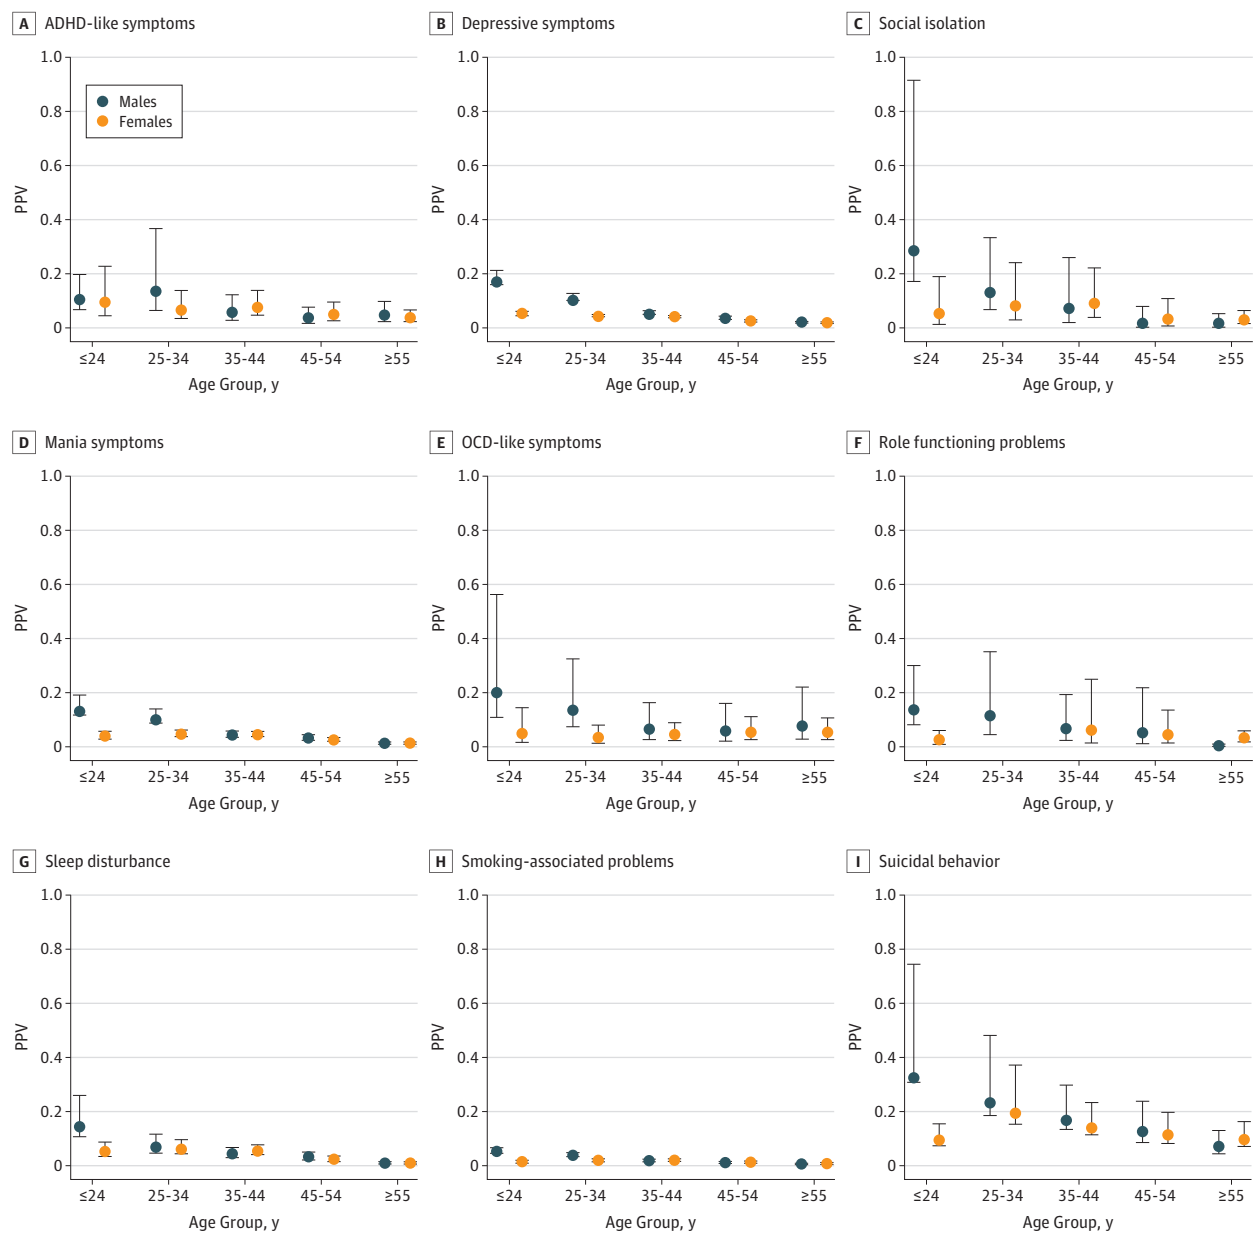 A ADHD-like symptoms
1.0
0.8
0.6
0.4
0.2
0
PPV
Males
Females
≤24 25-34 35-44 45-54 ≥55
Age Group, y
B Depressive symptoms
1.0
0.8
0.6
0.4
0.2
0
PPV
≤24 25-34 35-44 45-54 ≥55
Age Group, y
C Social isolation
1.0
0.8
0.6
0.4
0.2
0
PPV
≤24 25-34 35-44 45-54 ≥55
Age Group, y
D Mania symptoms
1.0
0.8
0.6
0.4
0.2
0
PPV
≤24 25-34 35-44 45-54 ≥55
Age Group, y
E OCD-like symptoms
1.0
0.8
0.6
0.4
0.2
0
PPV
≤24 25-34 35-44 45-54 ≥55
Age Group, y
F Role functioning problems
1.0
0.8
0.6
0.4
0.2
0
PPV
≤24 25-34 35-44 45-54 ≥55
Age Group, y
G Sleep disturbance
1.0
0.8
0.6
0.4
0.2
0
PPV
≤24 25-34 35-44 45-54 ≥55
Age Group, y
H Smoking-associated problems
1.0
0.8
0.6
0.4
0.2
0
PPV
≤24 25-34 35-44 45-54 ≥55
Age Group, y
I Suicidal behavior
1.0
0.8
0.6
0.4
0.2
0
PPV
≤24 25-34 35-44 45-54 ≥55
Age Group, y